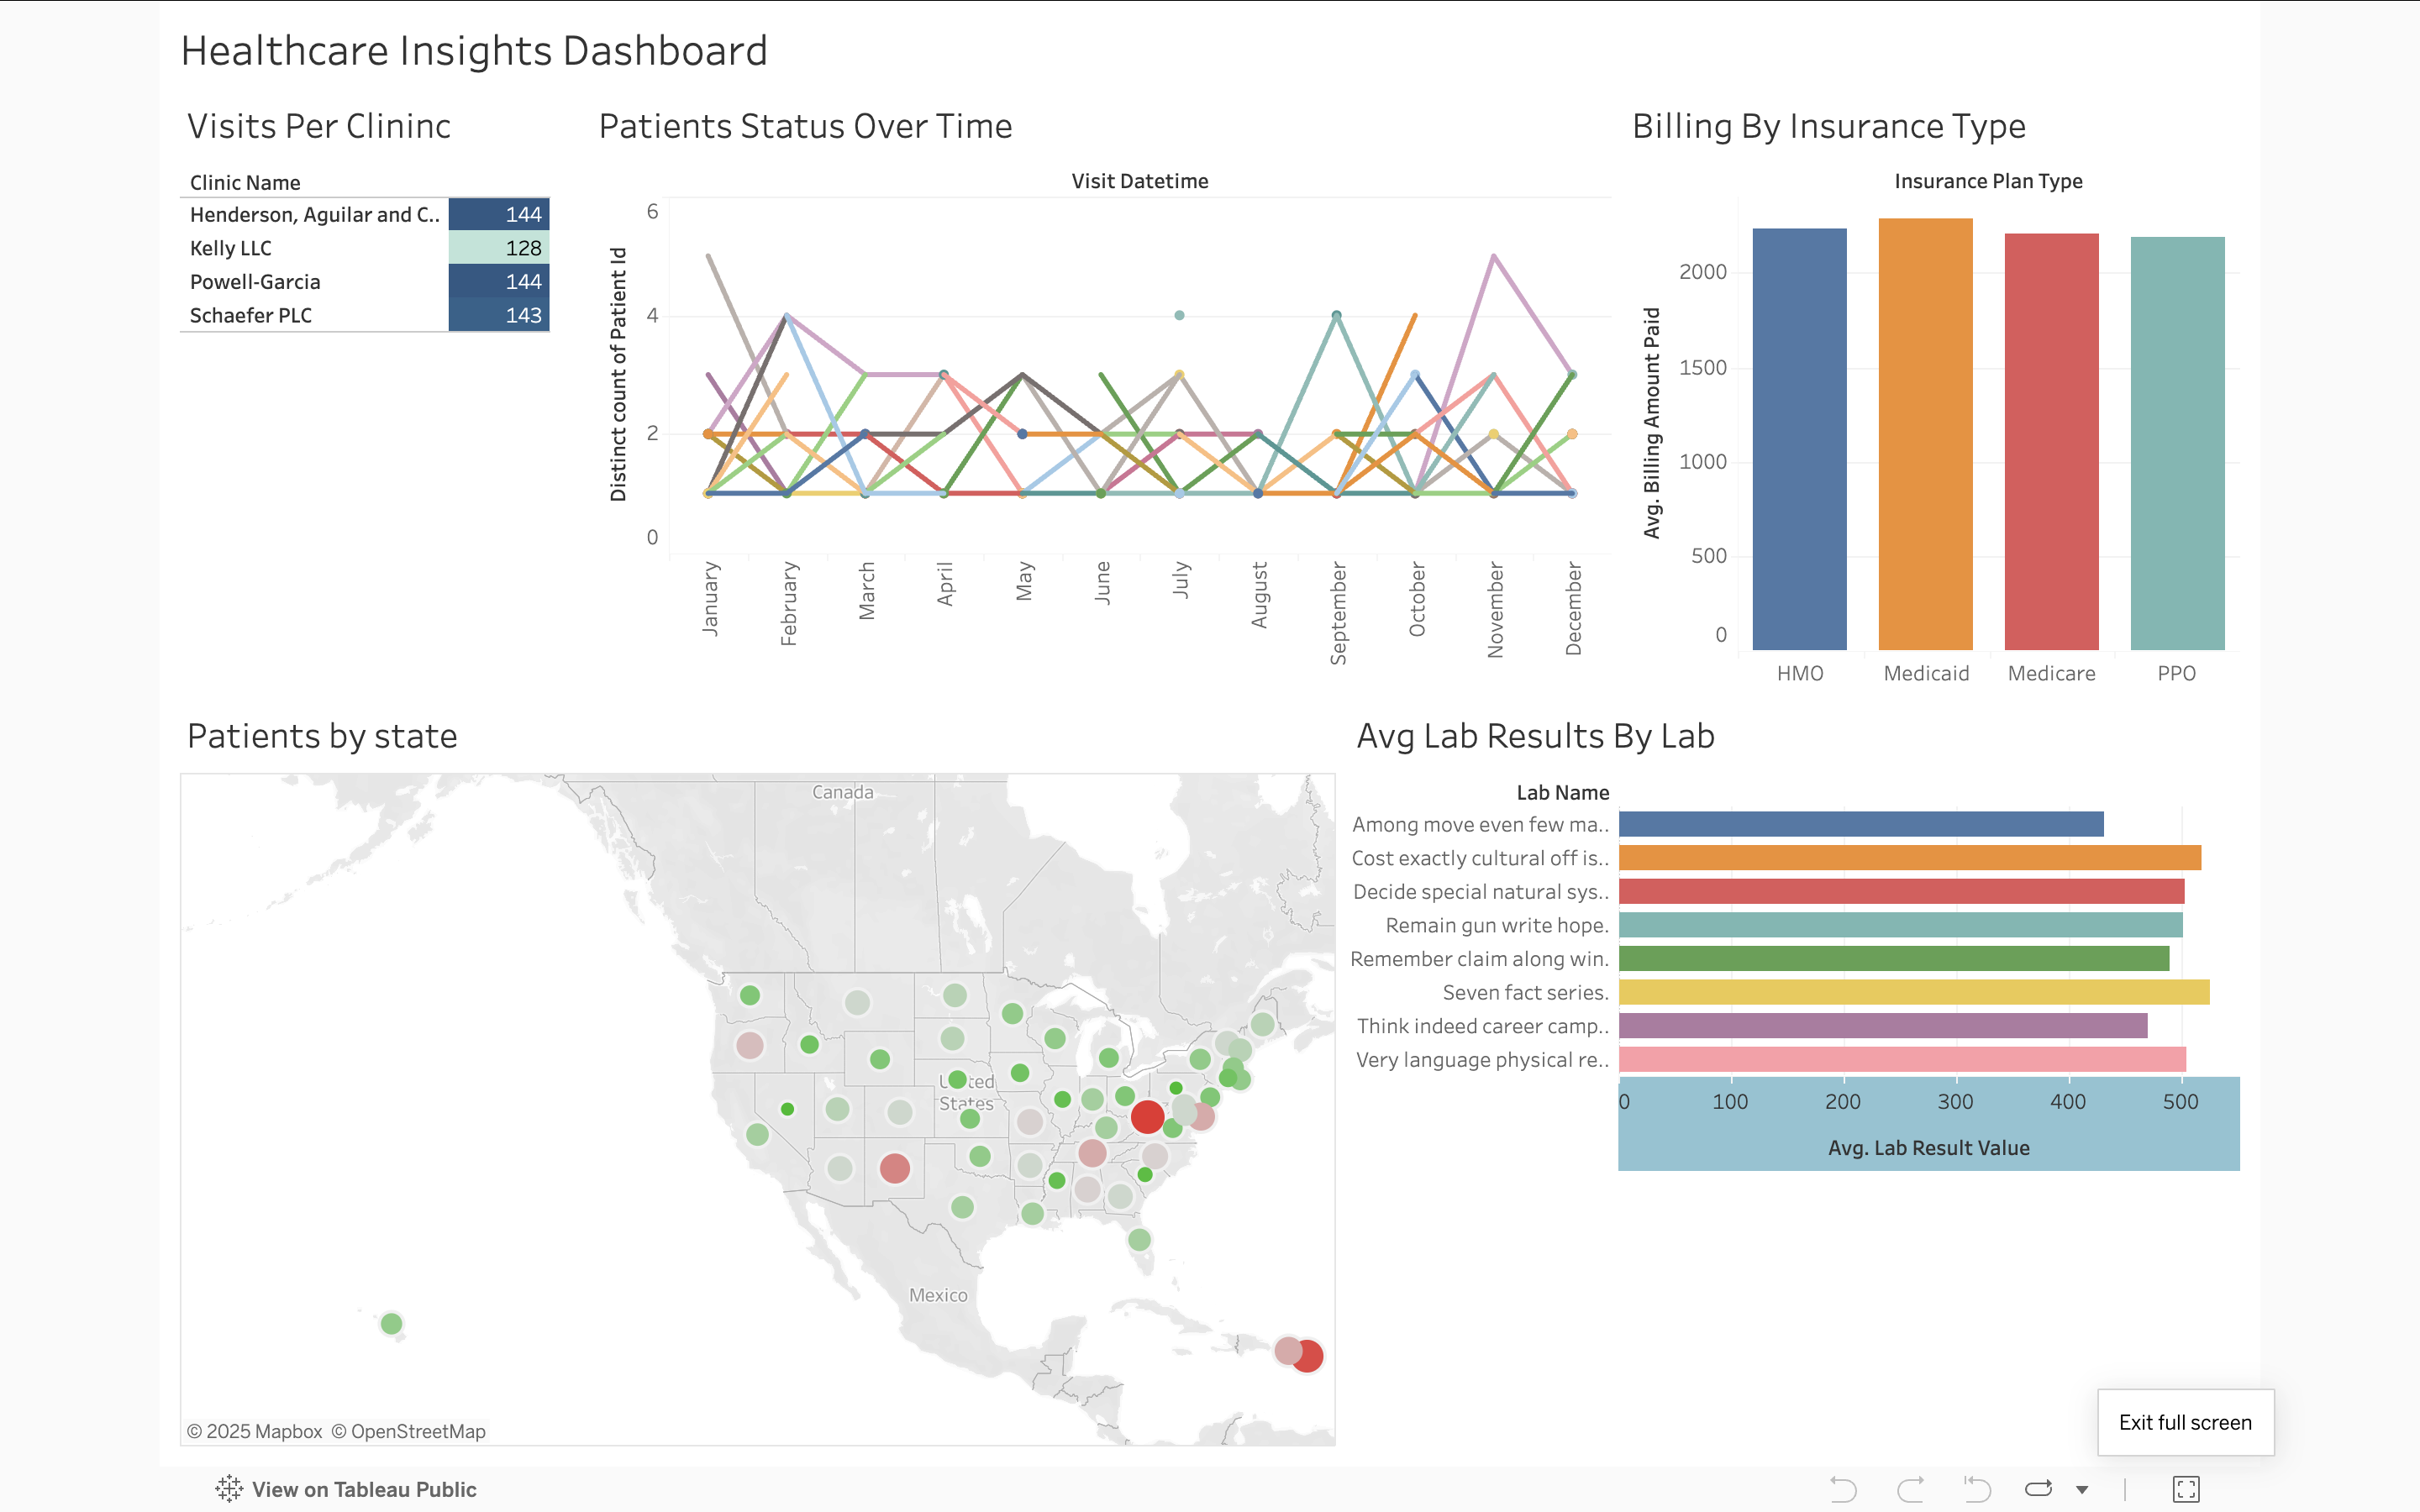 Healthcare Insights Dashboard
Visits Per Clininc
Clinic Name
Henderson, Aguilar and C.. 144
Kelly LLC 128
Powell-Garcia 144
Schaefer PLC 143
Patients Status Over Time
Visit Datetime
Distinct count of Patient Id
6
4
2
0
January
February
March
April
May
June
July
August
September
October
November
December
Billing By Insurance Type
Insurance Plan Type
Avg. Billing Amount Paid
2000
1500
1000
500
0
HMO Medicaid Medicare PPO
Patients by state
Canada
United
States
Mexico
© 2025 Mapbox © OpenStreetMap
Avg Lab Results By Lab
Lab Name
Among move even few ma..
Cost exactly cultural off is..
Decide special natural sys..
Remain gun write hope.
Remember claim along win.
Seven fact series.
Think indeed career camp..
Very language physical re..
0 100 200 300 400 500
Avg. Lab Result Value
Exit full screen
View on Tableau Public